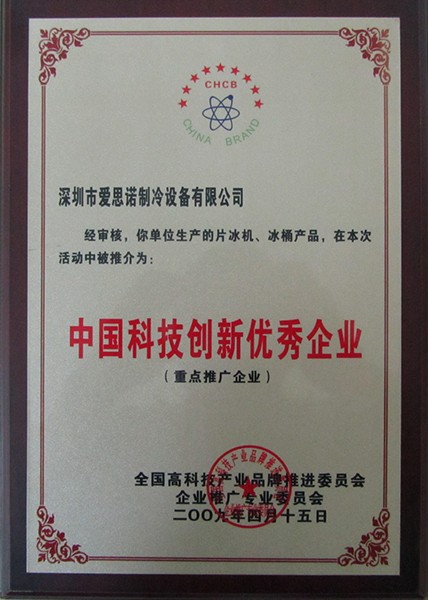 CHCB
CHINA BRAND
深圳市爱思诺制冷设备有限公司
经审核，你单位生产的片冰机、冰桶产品，在本次
活动中被推介为：
中国科技创新优秀企业
（重点推广企业）
全国高科技产业品牌推进委员会
企业推广专业委员会
二〇〇九年四月十五日